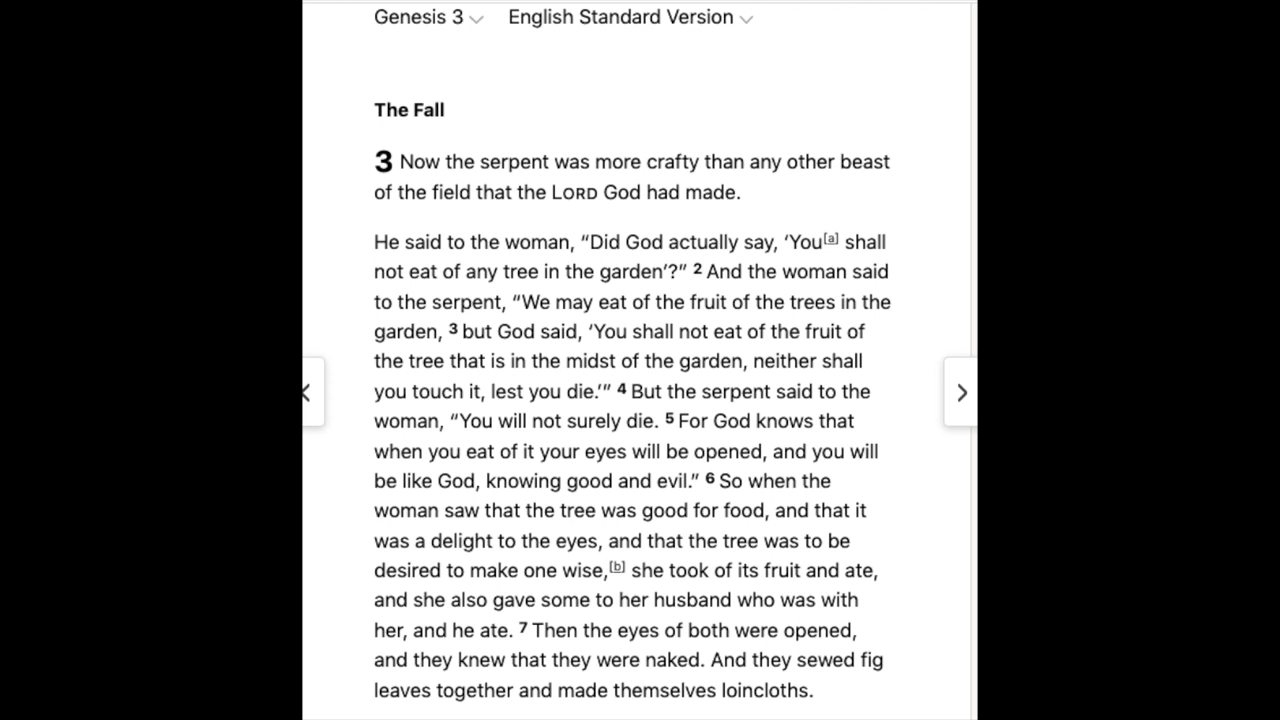 Genesis 3 English Standard Version
The Fall
3 Now the serpent was more crafty than any other beast
of the field that the LORD God had made.
He said to the woman, “Did God actually say, ‘You[a] shall
not eat of any tree in the garden’?” 2 And the woman said
to the serpent, “We may eat of the fruit of the trees in the
garden, 3 but God said, ‘You shall not eat of the fruit of
the tree that is in the midst of the garden, neither shall
you touch it, lest you die.’” 4 But the serpent said to the
woman, “You will not surely die. 5 For God knows that
when you eat of it your eyes will be opened, and you will
be like God, knowing good and evil.” 6 So when the
woman saw that the tree was good for food, and that it
was a delight to the eyes, and that the tree was to be
desired to make one wise,[b] she took of its fruit and ate,
and she also gave some to her husband who was with
her, and he ate. 7 Then the eyes of both were opened,
and they knew that they were naked. And they sewed fig
leaves together and made themselves loincloths.